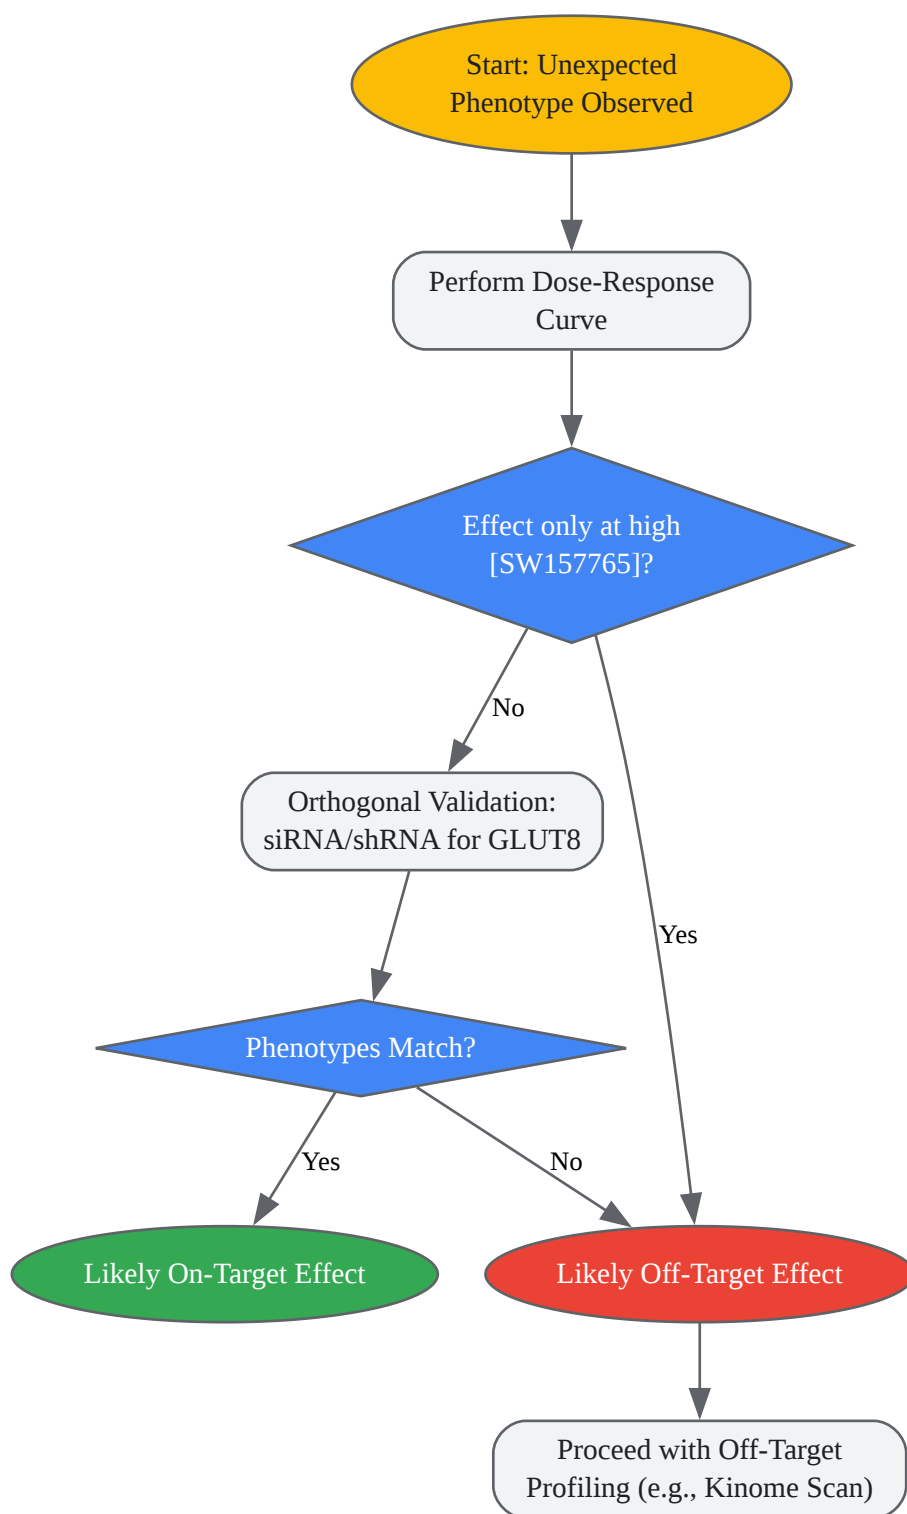 Start: Unexpected
Phenotype Observed
Perform Dose-Response
Curve
Effect only at high
[SW157765]?
No
Orthogonal Validation:
siRNA/shRNA for GLUT8
Yes
Phenotypes Match?
Yes
No
Likely On-Target Effect
Likely Off-Target Effect
Proceed with Off-Target
Profiling (e.g., Kinome Scan)